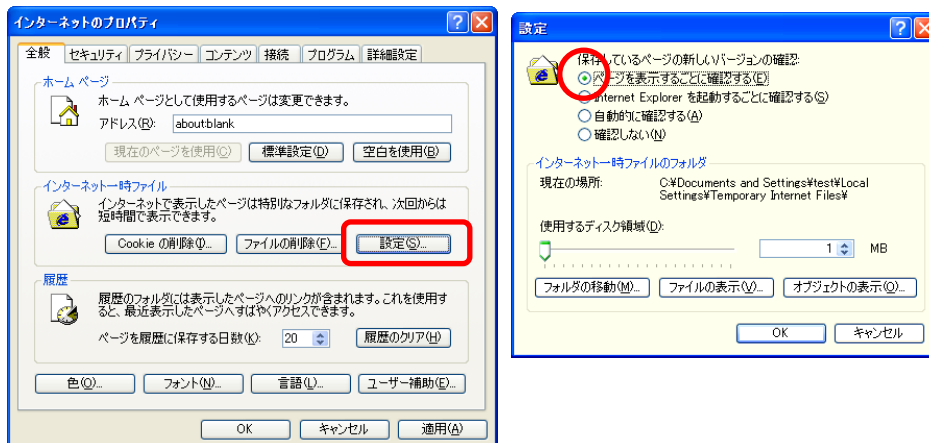 インターネットのプロパティ
全般 セキュリティ プライバシー コンテンツ 接続 プログラム 詳細設定
ホーム ページ
ホーム ページとして使用するページは変更できます。
アドレス(R): about:blank
現在のページを使用(C) 標準設定(D) 空白を使用(B)
インターネット一時ファイル
インターネットで表示したページは特別なフォルダに保存され、次回からは
短時間で表示できます。
Cookie の削除(I)... ファイルの削除(F)... 設定(S)...
履歴
履歴のフォルダには表示したページへのリンクが含まれます。これを使用す
ると、最近表示したページへすばやくアクセスできます。
ページを履歴に保存する日数(K): 20 履歴のクリア(H)
色(O)... フォント(N)... 言語(L)... ユーザー補助(E)...
OK キャンセル 適用(A)
設定
保存しているページの新しいバージョンの確認:
ページを表示するごとに確認する(E)
Internet Explorer を起動するごとに確認する(S)
自動的に確認する(A)
確認しない(N)
インターネット一時ファイルのフォルダ
現在の場所: C:¥Documents and Settings¥test¥Local
Settings¥Temporary Internet Files¥
使用するディスク領域(D):
1 MB
フォルダの移動(M)... ファイルの表示(V)... オブジェクトの表示(O)...
OK キャンセル